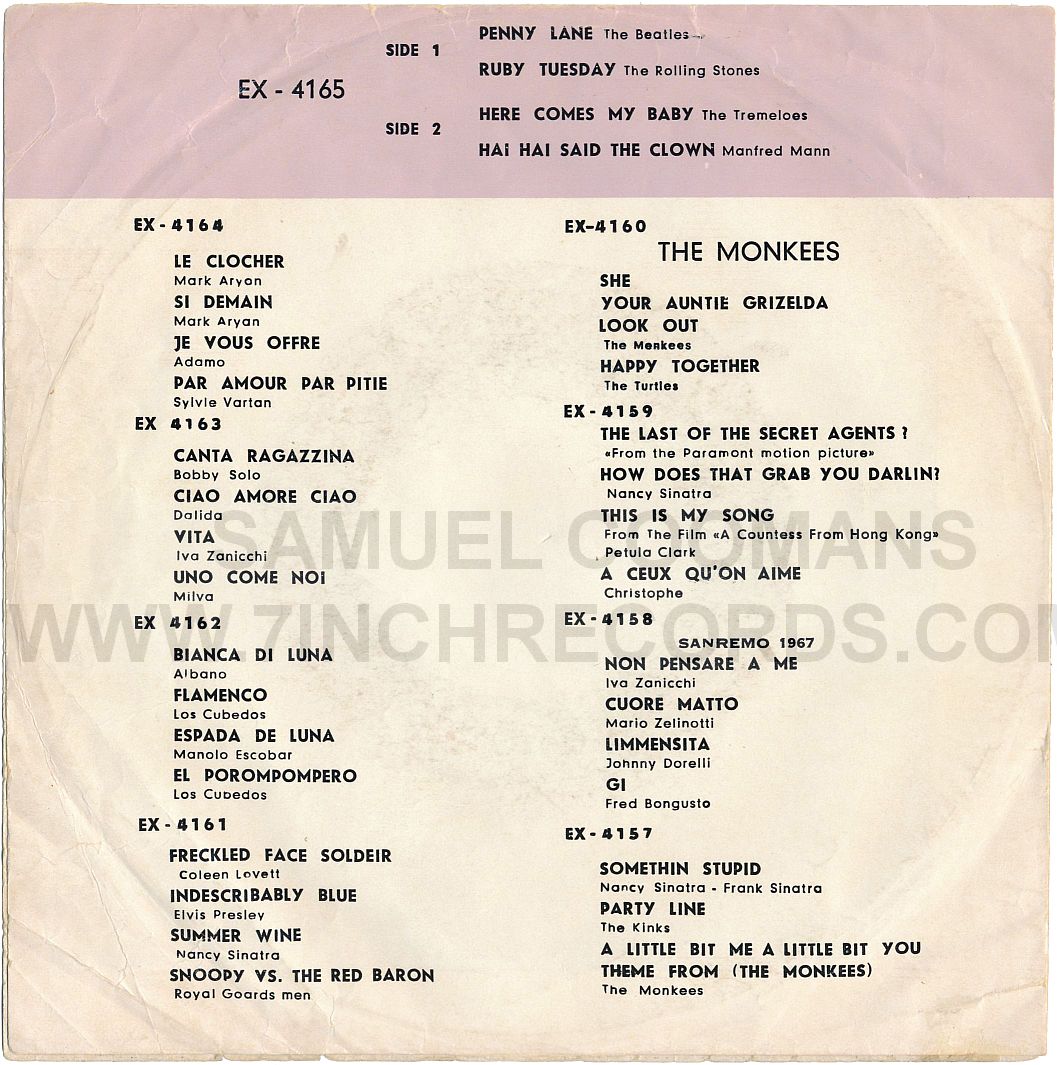 EX - 4165
SIDE 1
PENNY LANE The Beatles
RUBY TUESDAY The Rolling Stones
SIDE 2
HERE COMES MY BABY The Tremeloes
HAI HAI SAID THE CLOWN Manfred Mann
EX - 4164
LE CLOCHER
Mark Aryon
SI DEMAIN
Mark Aryan
JE VOUS OFFRE
Adamo
PAR AMOUR PAR PITIE
Sylvie Vartan
EX 4163
CANTA RAGAZZINA
Bobby Solo
CIAO AMORE CIAO
Dalida
VITA
Iva Zanicchi
UNO COME NOI
Milva
EX 4162
BIANCA DI LUNA
Albano
FLAMENCO
Los Cubedos
ESPADA DE LUNA
Manolo Escobar
EL POROMPOMPERO
Los Cubedos
EX - 4161
FRECKLED FACE SOLDEIR
Coleen Lovett
INDESCRIBABLY BLUE
Elvis Presley
SUMMER WINE
Nancy Sinatra
SNOOPY VS. THE RED BARON
Royal Goards men
EX-4160
THE MONKEES
SHE
YOUR AUNTIE GRIZELDA
LOOK OUT
The Menkees
HAPPY TOGETHER
The Turtles
EX - 4159
THE LAST OF THE SECRET AGENTS ?
«From the Paramont motion picture»
HOW DOES THAT GRAB YOU DARLIN?
Nancy Sinatra
THIS IS MY SONG
From The Film «A Countess From Hong Kong»
Petula Clark
A CEUX QU'ON AIME
Christophe
EX - 4158
SANREMO 1967
NON PENSARE A ME
Iva Zanicchi
CUORE MATTO
Mario Zelinotti
LIMMENSITA
Johnny Dorelli
GI
Fred Bongusto
EX - 4157
SOMETHIN STUPID
Nancy Sinatra - Frank Sinatra
PARTY LINE
The Kinks
A LITTLE BIT ME A LITTLE BIT YOU
THEME FROM (THE MONKEES)
The Monkees
SAMUEL COOMANS
WWW.7INCHRECORDS.COM